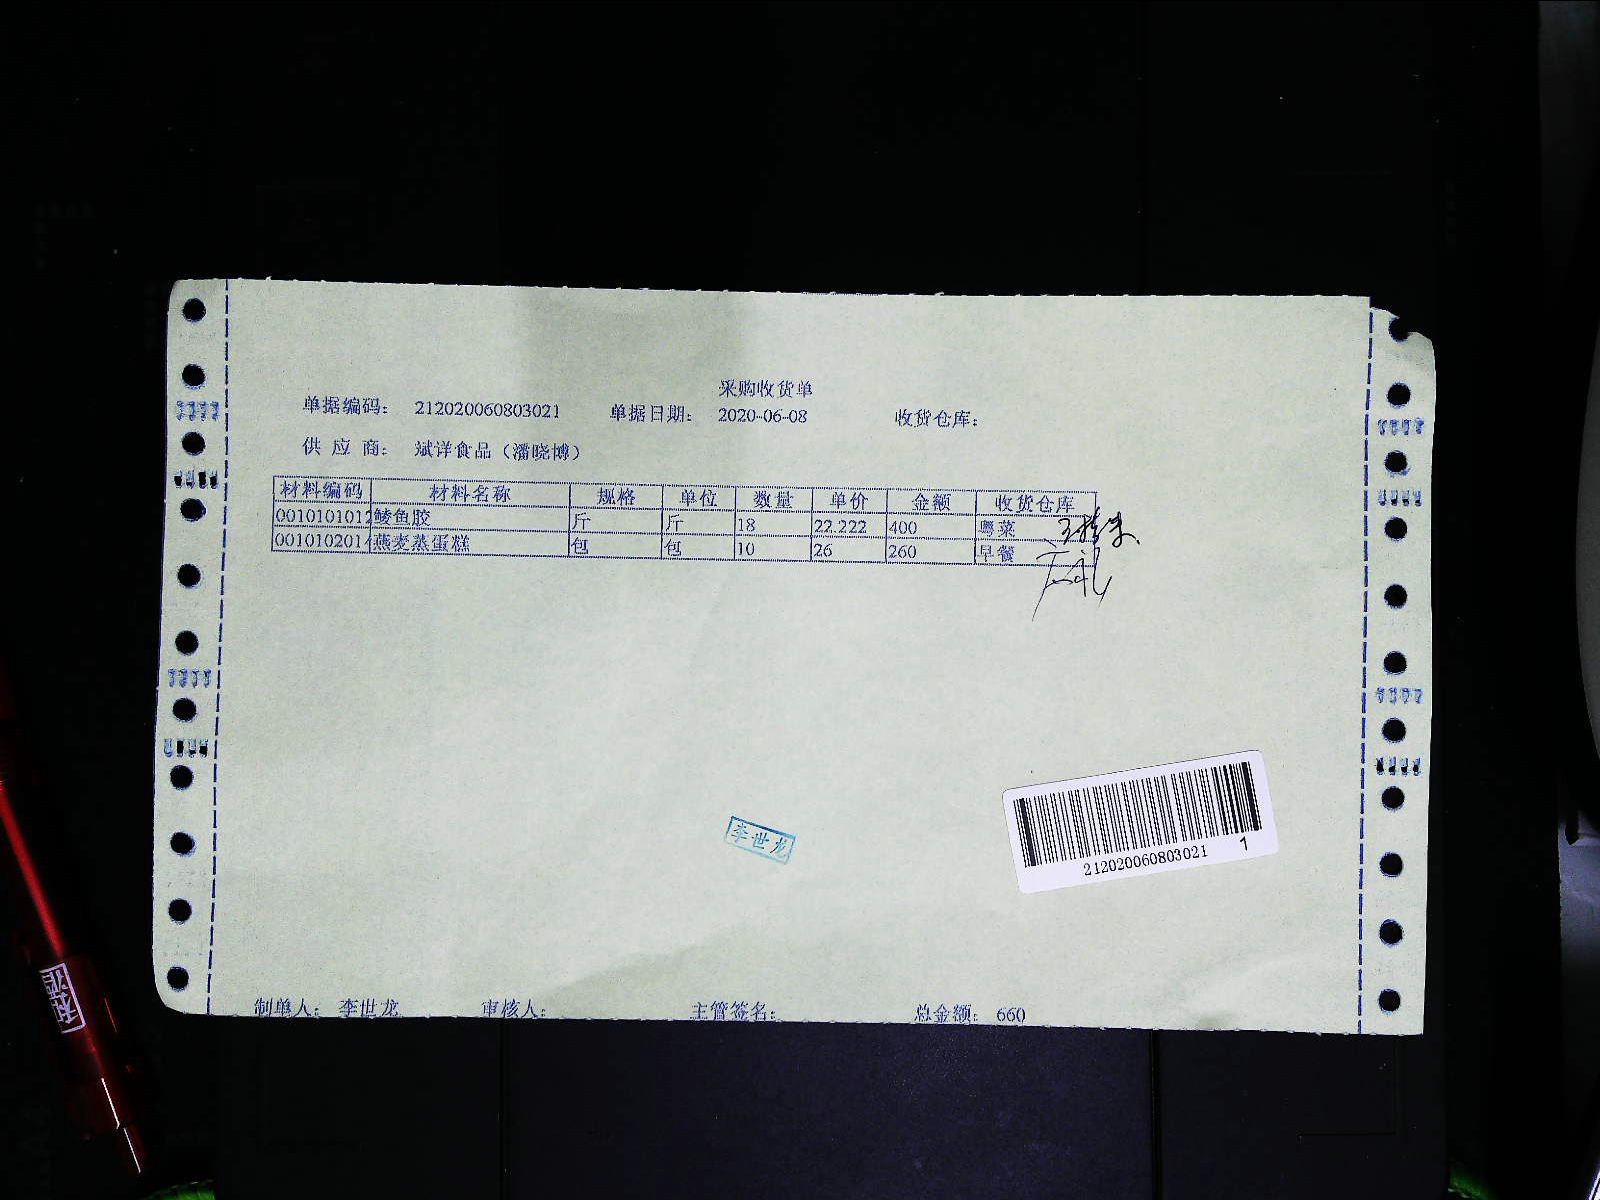 采购收货单
单据编码： 212020060803021 单据日期： 2020-06-08 收货仓库：
供 应 商： 斌详食品（潘晓博）
材料编码 材料名称 规格 单位 数量 单价 金额 收货仓库
0010101012 鲮鱼胶 斤 斤 18 22.222 400 粤菜
001010201 燕麦蒸蛋糕 包 包 10 26 260 早餐
李世龙
212020060803021 1
制单人： 李世龙 审核人： 主管签名： 总金额： 660